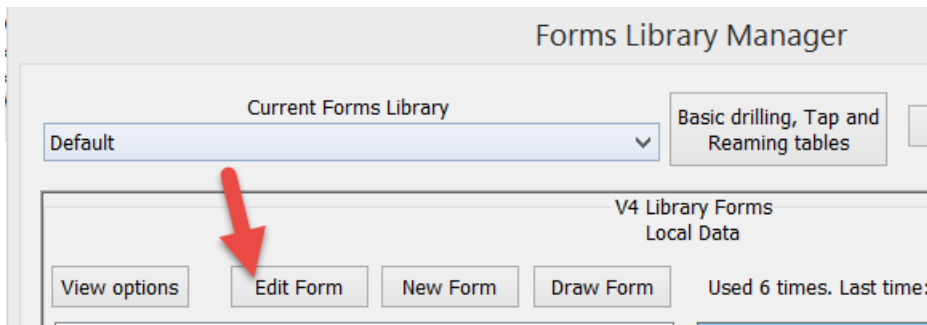 Forms Library Manager
Current Forms Library
Default
Basic drilling, Tap and
Reaming tables
V4 Library Forms
Local Data
View options
Edit Form
New Form
Draw Form
Used 6 times. Last time: